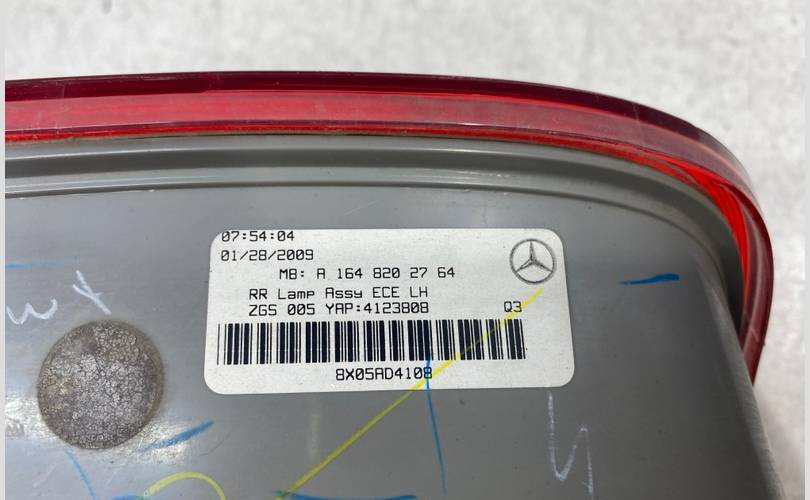 07:54:04
01/28/2009
MB: A 164 820 27 64
RR Lamp Assy ECE LH
ZGS 005 YAP:4123808 Q3
8X05AD4108